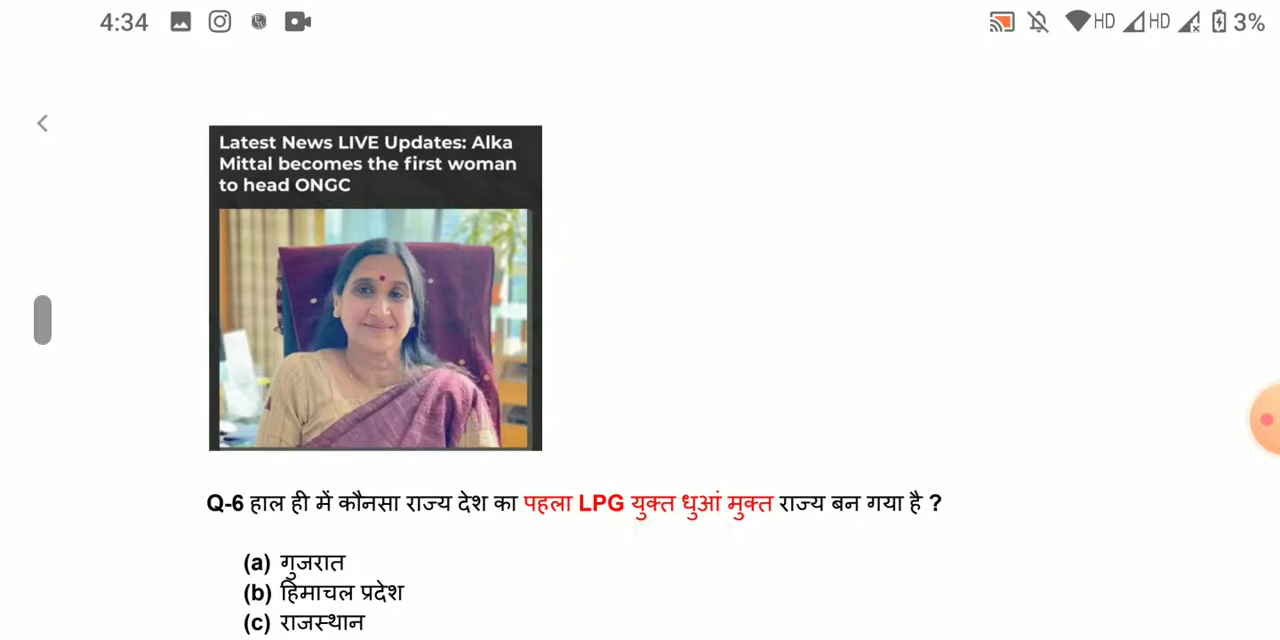 4:34 HD HD 3%
Latest News LIVE Updates: Alka
Mittal becomes the first woman
to head ONGC
Q-6 हाल ही में कौनसा राज्य देश का पहला LPG युक्त धुआं मुक्त राज्य बन गया है ?
(a) गुजरात
(b) हिमाचल प्रदेश
(c) राजस्थान